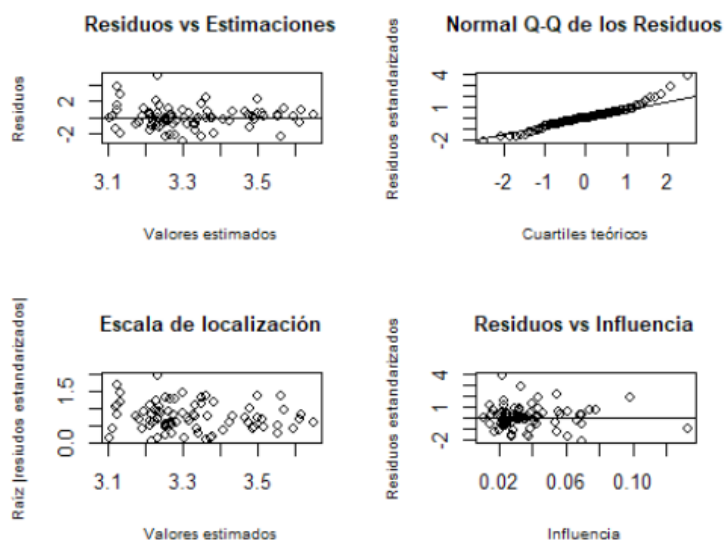 Residuos vs Estimaciones
Residuos
2
-2
3.1 3.3 3.5
Valores estimados
Normal Q-Q de los Residuos
Residuos estandarizados
4
1
-2
-2 -1 0 1 2
Cuartiles teóricos
Escala de localización
Raíz |resiudos estandarizados|
1.5
0.0
3.1 3.3 3.5
Valores estimados
Residuos vs Influencia
Residuos estandarizados
4
1
-2
0.02 0.06 0.10
Influencia